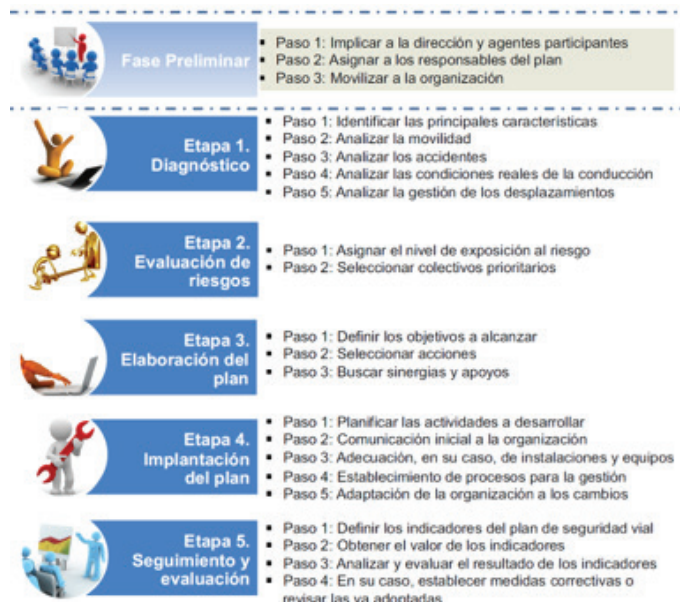 Fase Preliminar
▪ Paso 1: Implicar a la dirección y agentes participantes
▪ Paso 2: Asignar a los responsables del plan
▪ Paso 3: Movilizar a la organización
Etapa 1.
Diagnóstico
▪ Paso 1: Identificar las principales características
▪ Paso 2: Analizar la movilidad
▪ Paso 3: Analizar los accidentes
▪ Paso 4: Analizar las condiciones reales de la conducción
▪ Paso 5: Analizar la gestión de los desplazamientos
Etapa 2.
Evaluación de
riesgos
▪ Paso 1: Asignar el nivel de exposición al riesgo
▪ Paso 2: Seleccionar colectivos prioritarios
Etapa 3.
Elaboración del
plan
▪ Paso 1: Definir los objetivos a alcanzar
▪ Paso 2: Seleccionar acciones
▪ Paso 3: Buscar sinergias y apoyos
Etapa 4.
Implantación
del plan
▪ Paso 1: Planificar las actividades a desarrollar
▪ Paso 2: Comunicación inicial a la organización
▪ Paso 3: Adecuación, en su caso, de instalaciones y equipos
▪ Paso 4: Establecimiento de procesos para la gestión
▪ Paso 5: Adaptación de la organización a los cambios
Etapa 5.
Seguimiento y
evaluación
▪ Paso 1: Definir los indicadores del plan de seguridad vial
▪ Paso 2: Obtener el valor de los indicadores
▪ Paso 3: Analizar y evaluar el resultado de los indicadores
▪ Paso 4: En su caso, establecer medidas correctivas o
revisar las ya adoptadas